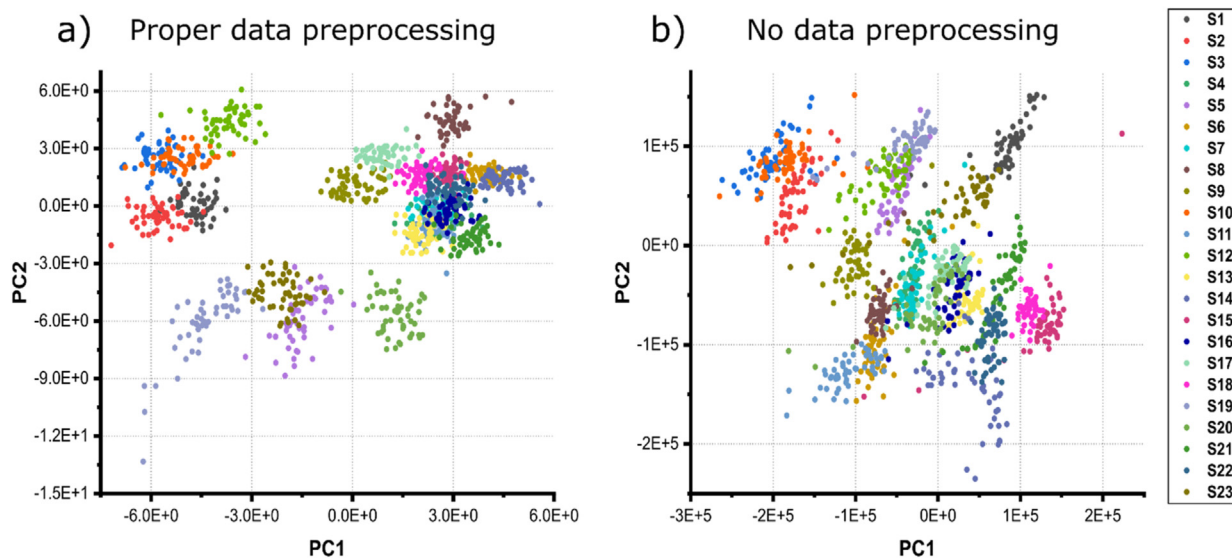 a) Proper data preprocessing
6.0E+0
3.0E+0
0.0E+0
-3.0E+0
-6.0E+0
-9.0E+0
-1.2E+1
-1.5E+1
PC2
-6.0E+0 -3.0E+0 0.0E+0 3.0E+0 6.0E+0
PC1
b) No data preprocessing
1E+5
0E+0
-1E+5
-2E+5
PC2
-3E+5 -2E+5 -1E+5 0E+0 1E+5 2E+5
PC1
S1
S2
S3
S4
S5
S6
S7
S8
S9
S10
S11
S12
S13
S14
S15
S16
S17
S18
S19
S20
S21
S22
S23